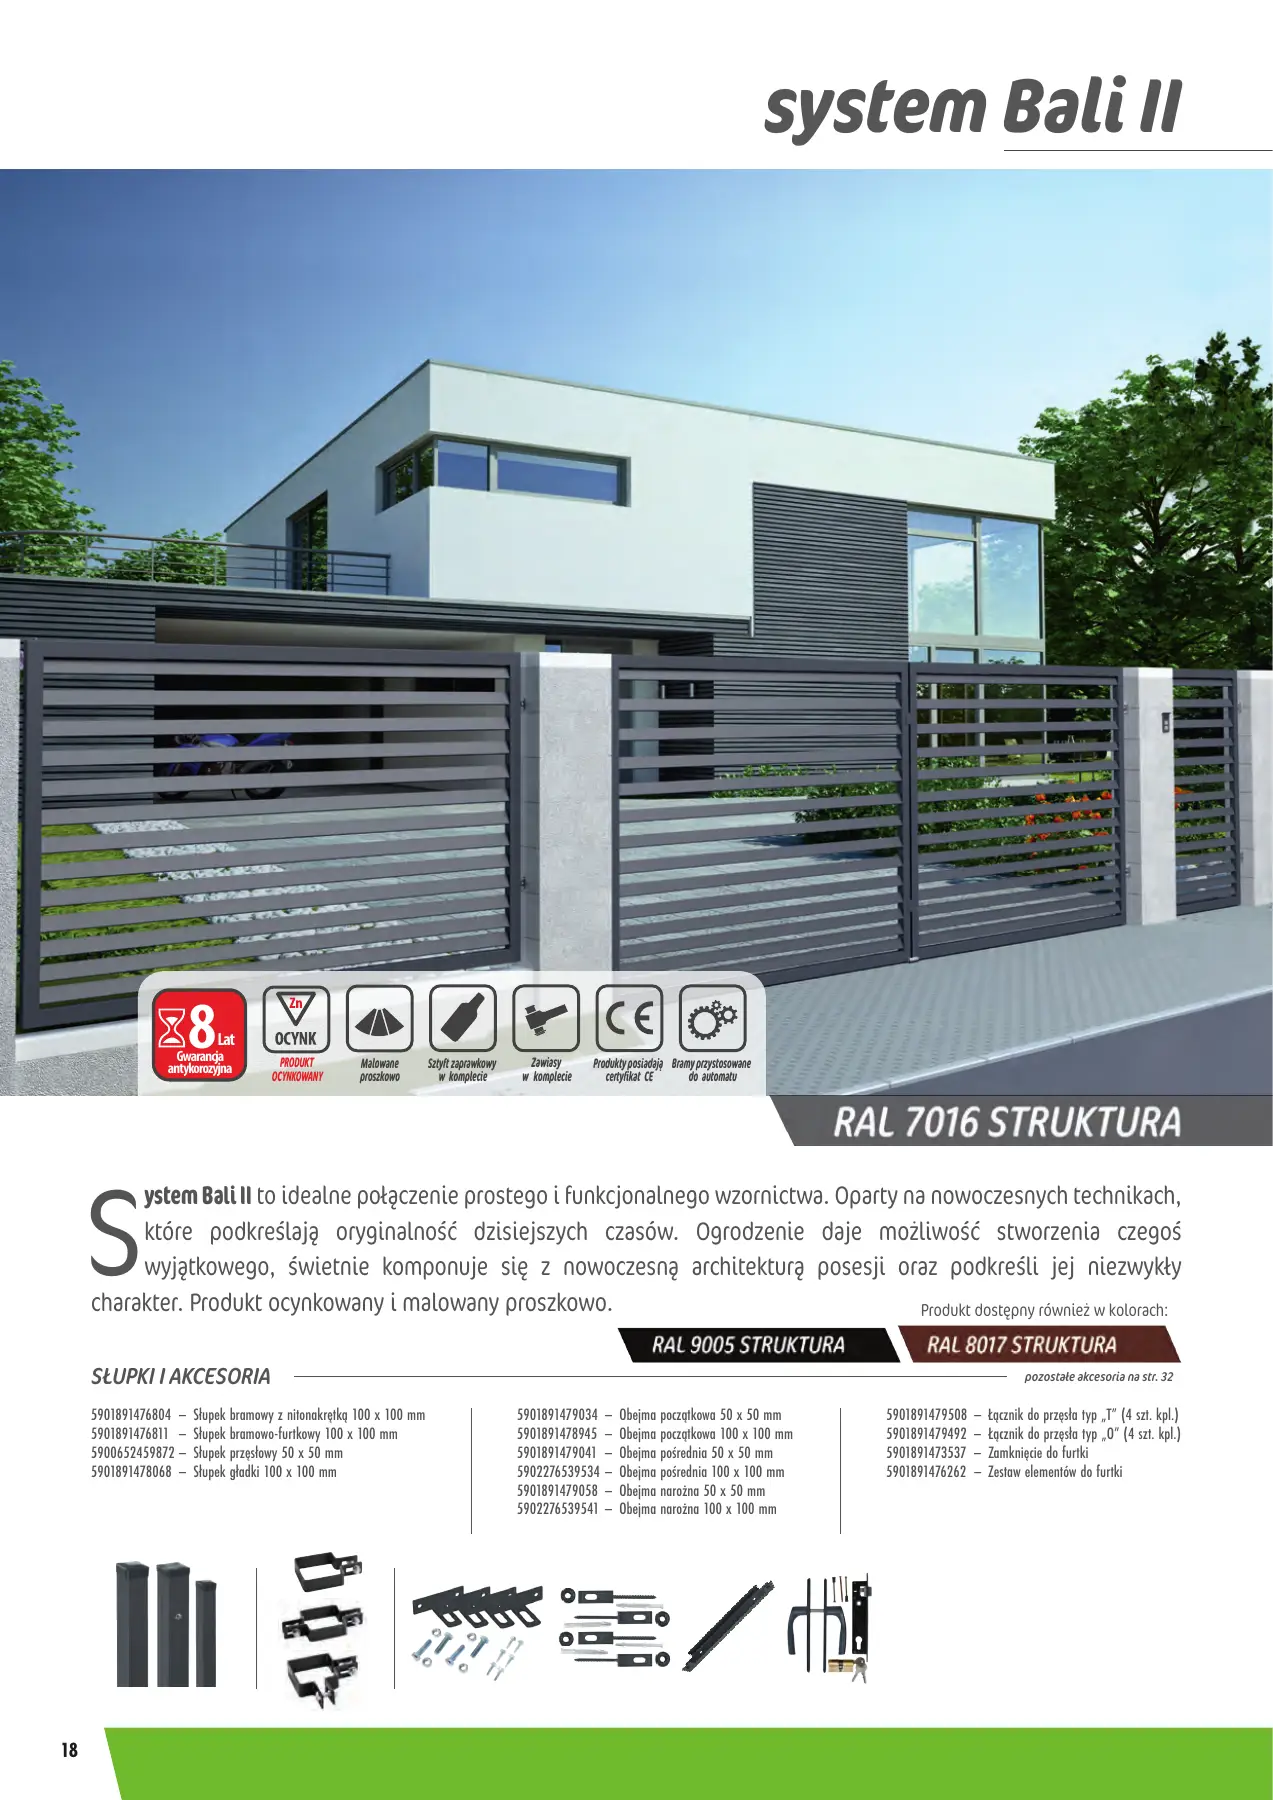 system Bali II
8 Lat
Gwarancja
antykorozyjna
Zn
OCYNK
PRODUKT
OCYNKOWANY
Malowane
proszkowo
Sztyft zaprawkowy
w komplecie
Zawiasy
w komplecie
CE
Produkty posiadają
certyfikat CE
Bramy przystosowane
do automatu
RAL 7016 STRUKTURA
System Bali II to idealne połączenie prostego i funkcjonalnego wzornictwa. Oparty na nowoczesnych technikach,
które podkreślają oryginalność dzisiejszych czasów. Ogrodzenie daje możliwość stworzenia czegoś
wyjątkowego, świetnie komponuje się z nowoczesną architekturą posesji oraz podkreśli jej niezwykły
charakter. Produkt ocynkowany i malowany proszkowo.
Produkt dostępny również w kolorach:
RAL 9005 STRUKTURA
RAL 8017 STRUKTURA
SŁUPKI I AKCESORIA
pozostałe akcesoria na str. 32
5901891476804 – Słupek bramowy z nitonakrętką 100 x 100 mm
5901891476811 – Słupek bramowo-furtkowy 100 x 100 mm
5900652459872 – Słupek przęsłowy 50 x 50 mm
5901891478068 – Słupek gładki 100 x 100 mm
5901891479034 – Obejma początkowa 50 x 50 mm
5901891478945 – Obejma początkowa 100 x 100 mm
5901891479041 – Obejma pośrednia 50 x 50 mm
5902276539534 – Obejma pośrednia 100 x 100 mm
5901891479058 – Obejma narożna 50 x 50 mm
5902276539541 – Obejma narożna 100 x 100 mm
5901891479508 – Łącznik do przęsła typ „T” (4 szt. kpl.)
5901891479492 – Łącznik do przęsła typ „O” (4 szt. kpl.)
5901891473537 – Zamknięcie do furtki
5901891476262 – Zestaw elementów do furtki
18